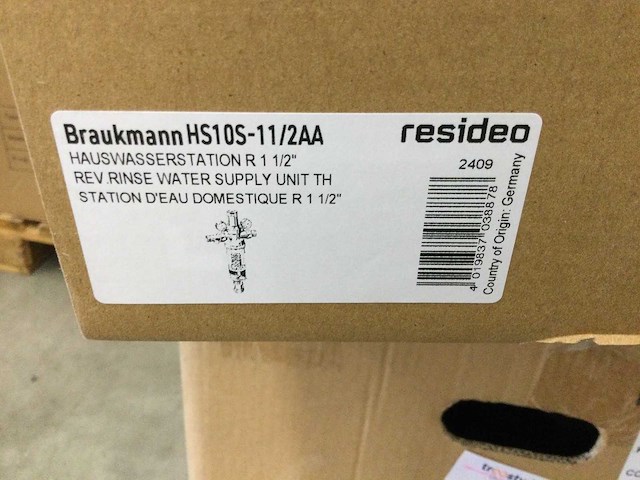 Braukmann HS10S-11/2AA
resideo
HAUSWASSERSTATION R 1 1/2"
REV.RINSE WATER SUPPLY UNIT TH
STATION D'EAU DOMESTIQUE R 1 1/2"
2409
4 019837 038878
Country of Origin: Germany